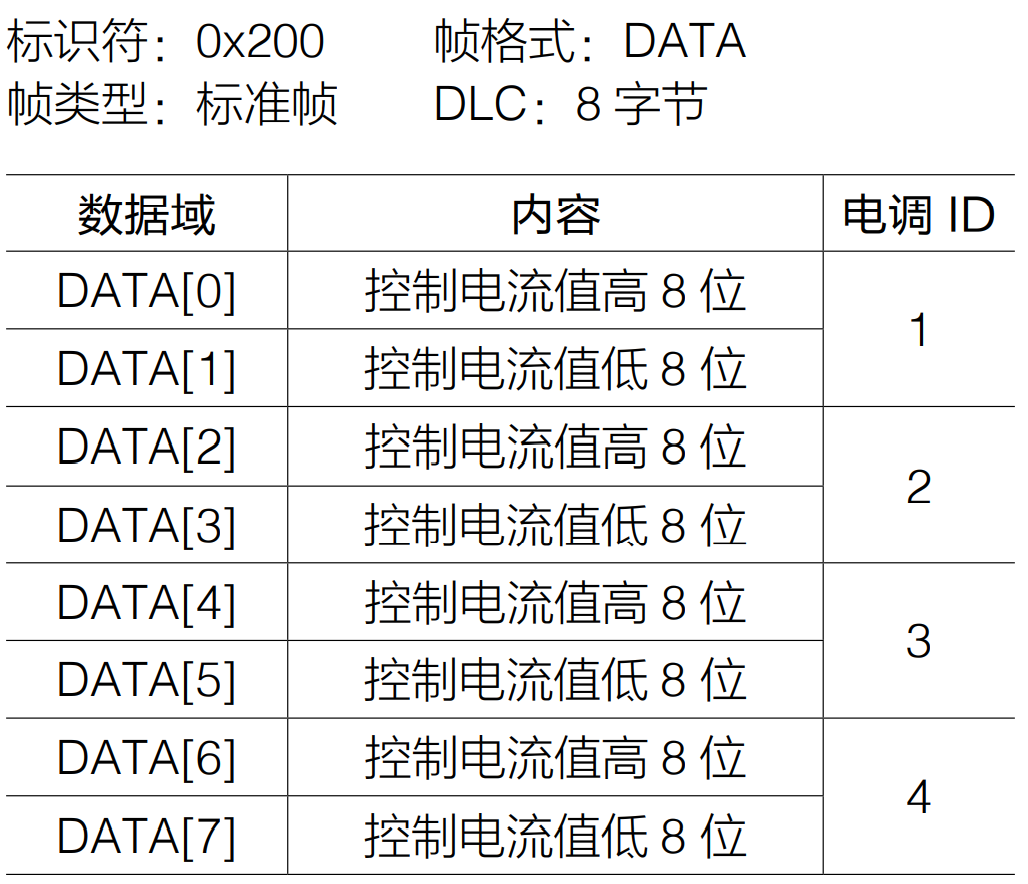 标识符：0x200 帧格式：DATA
帧类型：标准帧 DLC：8 字节
数据域 内容 电调 ID
DATA[0] 控制电流值高 8 位 1
DATA[1] 控制电流值低 8 位
DATA[2] 控制电流值高 8 位 2
DATA[3] 控制电流值低 8 位
DATA[4] 控制电流值高 8 位 3
DATA[5] 控制电流值低 8 位
DATA[6] 控制电流值高 8 位 4
DATA[7] 控制电流值低 8 位